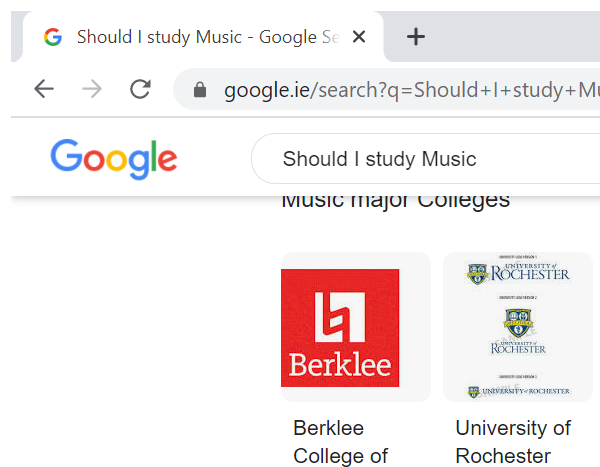 Should I study Music - Google Se
google.ie/search?q=Should+I+study+Mu
Google
Should I study Music
Music major Colleges
Berklee
UNIVERSITY of
ROCHESTER
UNIVERSITY of
ROCHESTER
UNIVERSITY of ROCHESTER
Berklee
College of
University of
Rochester